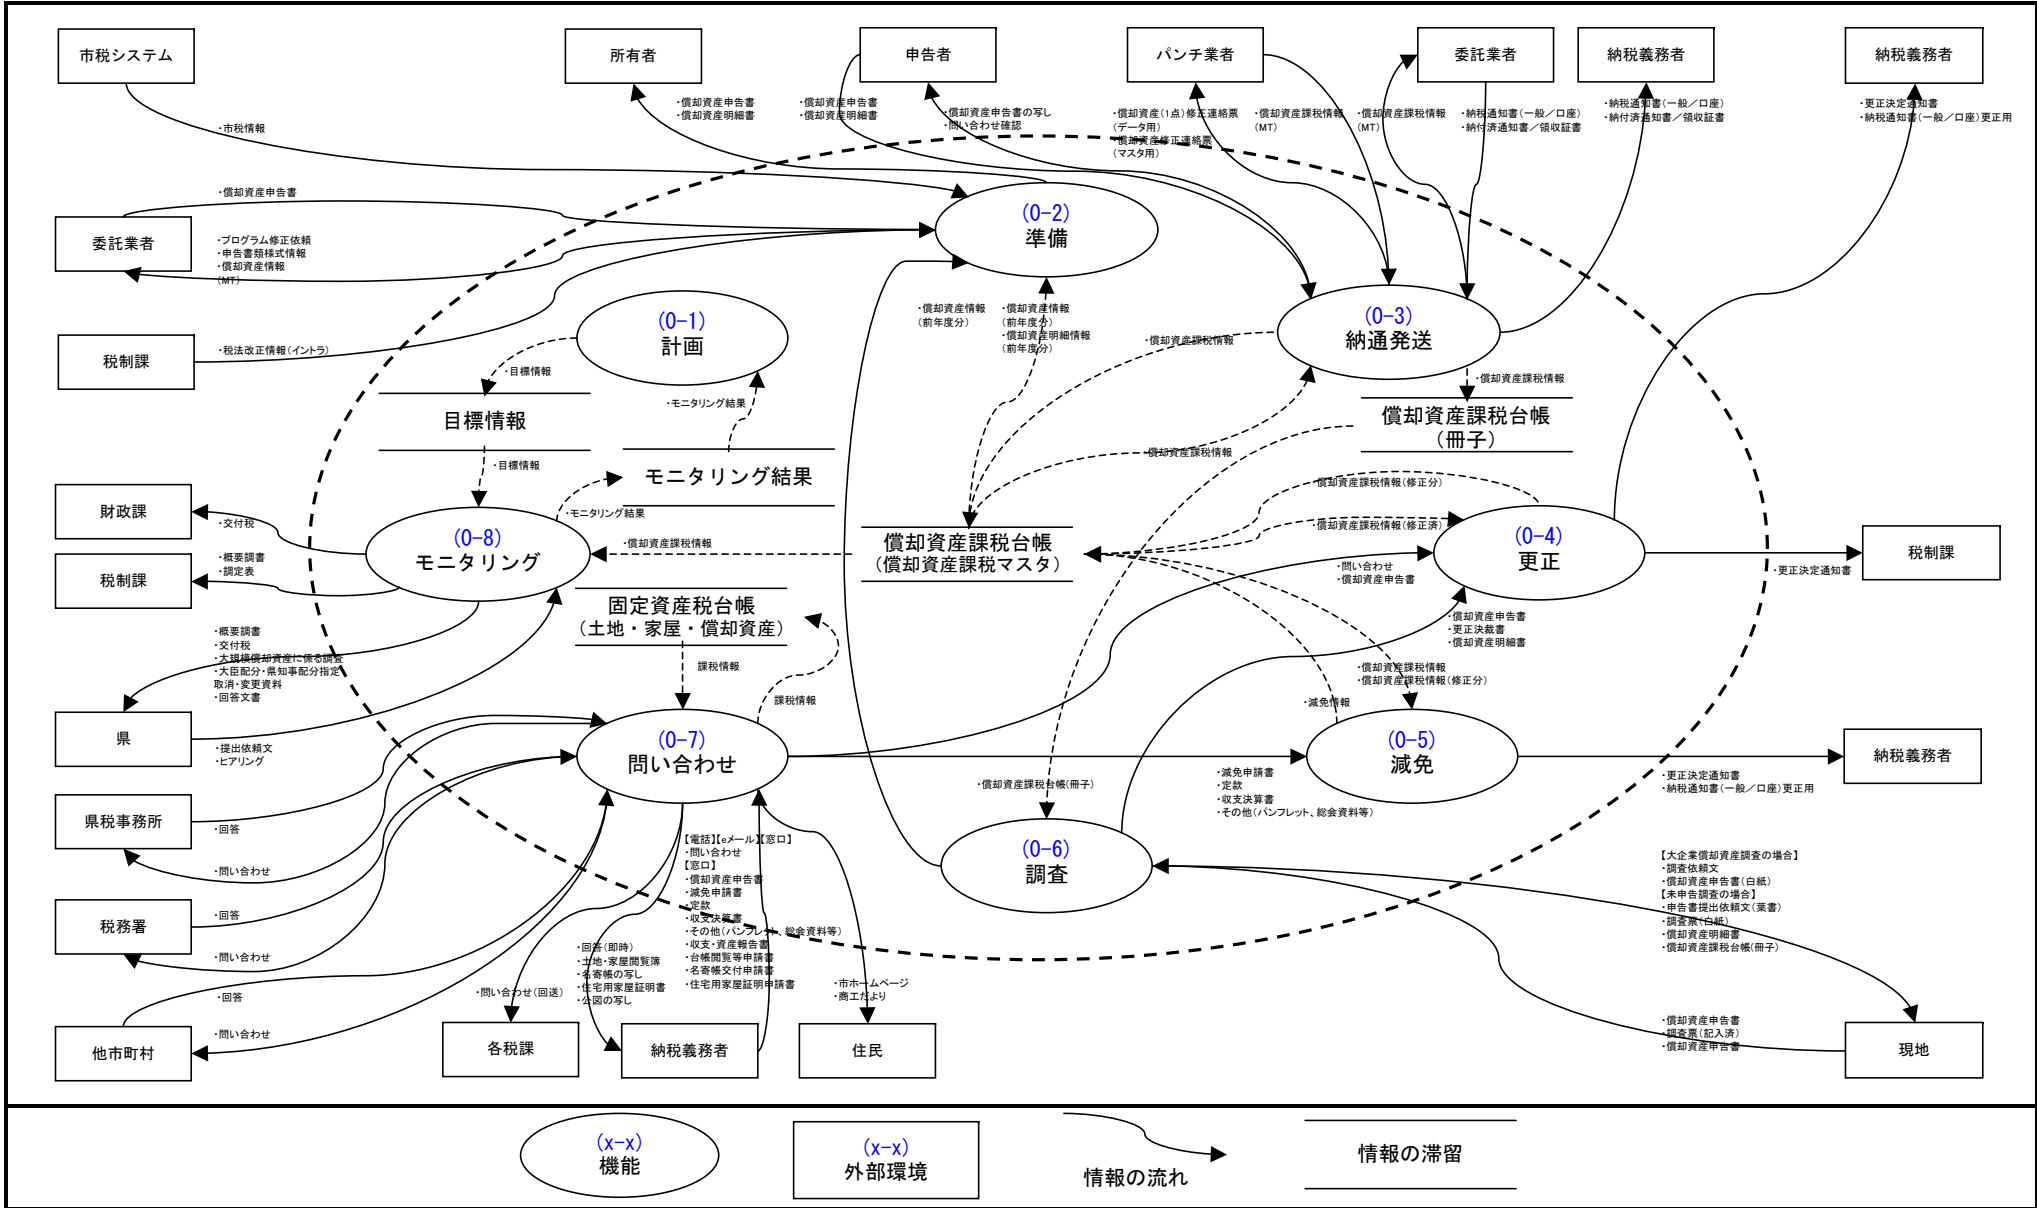 市税システム
所有者
申告者
パンチ業者
委託業者
納税義務者
納税義務者
・市税情報
・償却資産申告書
・償却資産明細書
・償却資産申告書
・償却資産明細書
・償却資産申告書の写し
・問い合わせ確認
・償却資産(1点)修正連絡票
(データ用)
・償却資産修正連絡票
(マスタ用)
・償却資産課税情報
(MT)
・償却資産課税情報
(MT)
・納税通知書(一般/口座)
・納付済通知書/領収証書
・納税通知書(一般/口座)
・納付済通知書/領収証書
・更正決定通知書
・納税通知書(一般/口座)更正用
・償却資産申告書
委託業者
・プログラム修正依頼
・申告書類様式情報
・償却資産情報
(MT)
(0-2)
準備
税制課
・税法改正情報(イントラ)
(0-1)
計画
・償却資産情報
(前年度分)
・償却資産情報
(前年度分)
・償却資産明細情報
(前年度分)
(0-3)
納通発送
・償却資産課税情報
・償却資産課税情報
・目標情報
・モニタリング結果
目標情報
・目標情報
モニタリング結果
償却資産課税台帳
(冊子)
・償却資産課税情報
償却資産課税情報(修正分)
・償却資産課税情報(修正済)
財政課
・交付税
(0-8)
モニタリング
・モニタリング結果
・償却資産課税情報
償却資産課税台帳
(償却資産課税マスタ)
(0-4)
更正
税制課
・更正決定通知書
税制課
・概要調書
・調定表
固定資産税台帳
(土地・家屋・償却資産)
・問い合わせ
・償却資産申告書
・償却資産申告書
・更正決裁書
・償却資産明細書
・概要調書
・交付税
・大規模償却資産に係る調査
・大臣配分・県知事配分指定
取消・変更資料
・回答文書
課税情報
課税情報
・償却資産課税情報
・償却資産課税情報(修正分)
・減免情報
県
・提出依頼文
・ヒアリング
(0-7)
問い合わせ
(0-5)
減免
納税義務者
・償却資産課税台帳(冊子)
・減免申請書
・定款
・収支決算書
・その他(パンフレット、総会資料等)
・更正決定通知書
・納税通知書(一般/口座)更正用
県税事務所
・回答
・問い合わせ
【電話】【eメール】【窓口】
・問い合わせ
【窓口】
・償却資産申告書
・減免申請書
・定款
・収支決算書
・その他(パンフレット、総会資料等)
・収支・資産報告書
・台帳閲覧等申請書
・名寄帳交付申請書
・住宅用家屋証明申請書
(0-6)
調査
【大企業償却資産調査の場合】
・調査依頼文
・償却資産申告書(白紙)
【未申告調査の場合】
・申告書提出依頼文(葉書)
・調査票(白紙)
・償却資産明細書
・償却資産課税台帳(冊子)
税務署
・回答
・問い合わせ
・回答(即時)
・土地・家屋閲覧簿
・名寄帳の写し
・住宅用家屋証明書
・公図の写し
・問い合わせ(回送)
・市ホームページ
・商工だより
他市町村
・回答
・問い合わせ
各税課
納税義務者
住民
・償却資産申告書
・調査票(記入済)
・償却資産申告書
現地
(x-x)
機能
(x-x)
外部環境
情報の流れ
情報の滞留